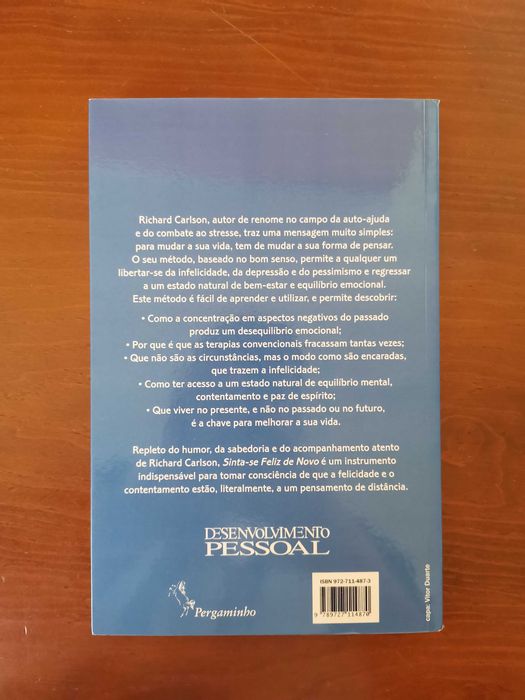 Richard Carlson, autor de renome no campo da auto-ajuda
e do combate ao stresse, traz uma mensagem muito simples:
para mudar a sua vida, tem de mudar a sua forma de pensar.
O seu método, baseado no bom senso, permite a qualquer um
libertar-se da infelicidade, da depressão e do pessimismo e regressar
a um estado natural de bem-estar e equilíbrio emocional.
Este método é fácil de aprender e utilizar, e permite descobrir:
• Como a concentração em aspectos negativos do passado
produz um desequilíbrio emocional;
• Por que é que as terapias convencionais fracassam tantas vezes;
• Que não são as circunstâncias, mas o modo como são encaradas,
que trazem a infelicidade;
• Como ter acesso a um estado natural de equilíbrio mental,
contentamento e paz de espírito;
• Que viver no presente, e não no passado ou no futuro,
é a chave para melhorar a sua vida.
Repleto do humor, da sabedoria e do acompanhamento atento
de Richard Carlson, Sinta-se Feliz de Novo é um instrumento
indispensável para tomar consciência de que a felicidade e o
contentamento estão, literalmente, a um pensamento de distância.
DESENVOLVIMENTO
PESSOAL
Pergaminho
ISBN 972-711-487-3
9 789727 114870
capa: Vitor Duarte